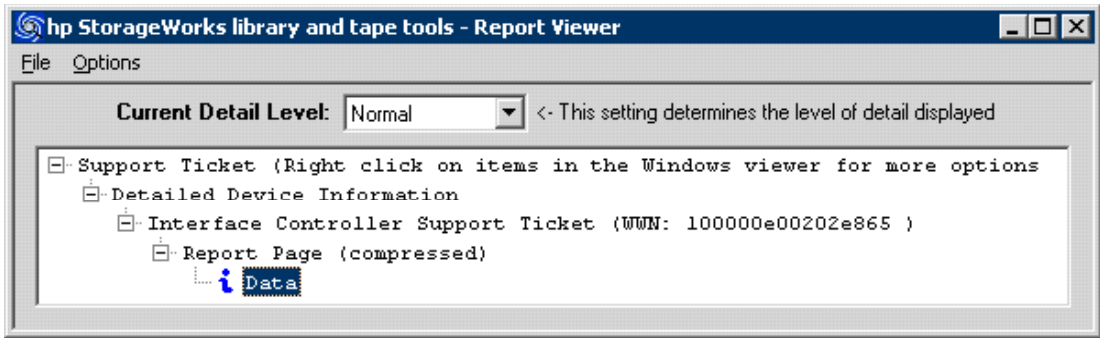 hp StorageWorks library and tape tools - Report Viewer
File Options
Current Detail Level: Normal <- This setting determines the level of detail displayed
Support Ticket (Right click on items in the Windows viewer for more options
Detailed Device Information
Interface Controller Support Ticket (WWN: 100000e00202e865 )
Report Page (compressed)
Data